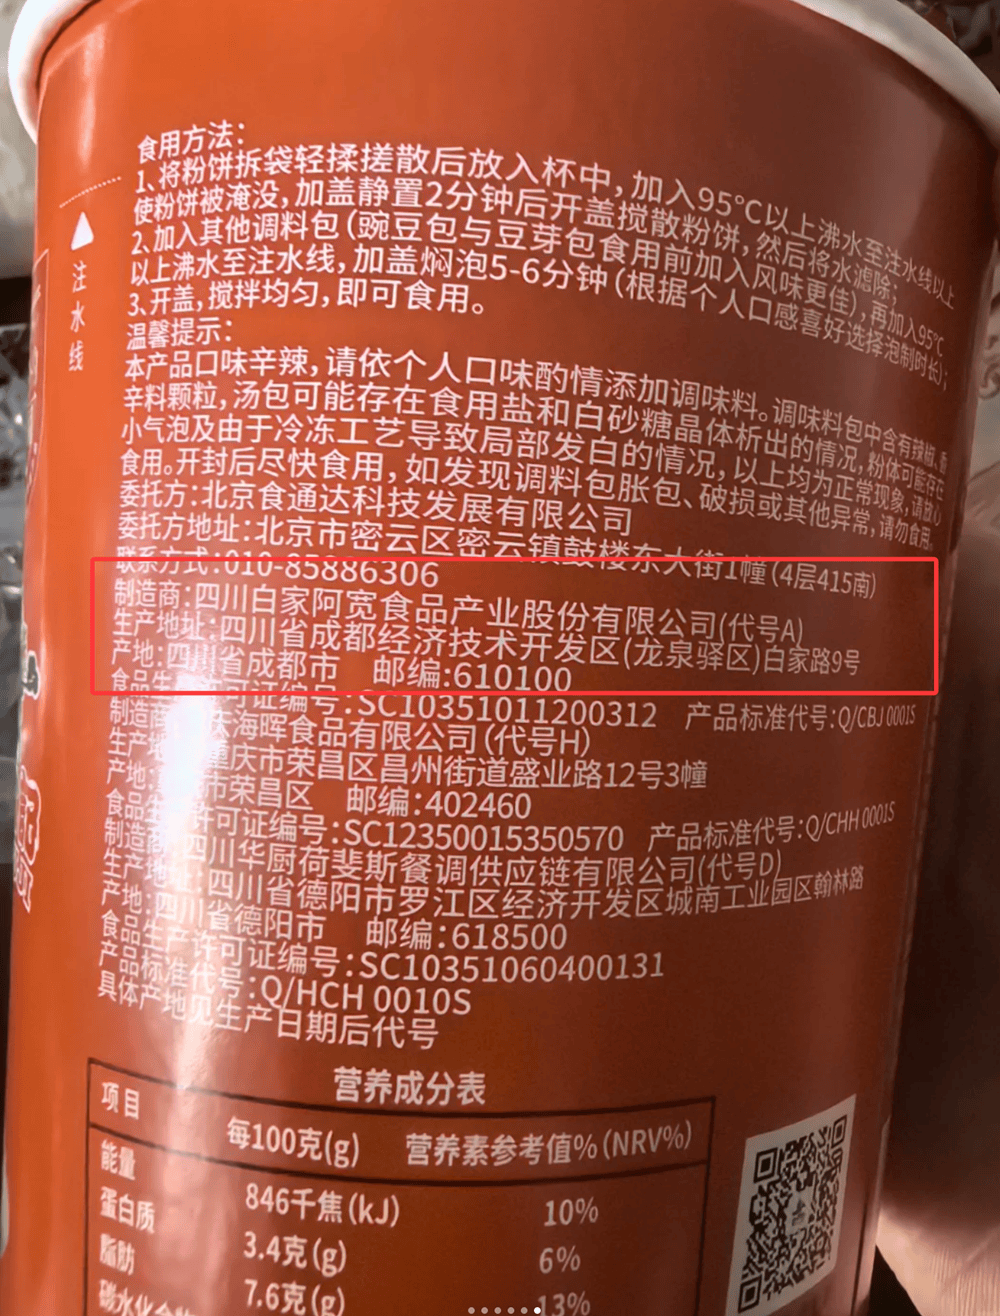 食用方法：
1、将粉饼拆袋轻揉搓散后放入杯中，加入95°C以上沸水至注水线以上
使粉饼被淹没，加盖静置2分钟后开盖搅散粉饼，然后将水滤除；
2、加入其他调料包（豌豆包与豆芽包食用前加入风味更佳），再加入95℃
以上沸水至注水线，加盖焖泡5-6分钟（根据个人口感喜好选择泡制时长）；
3、开盖，搅拌均匀，即可食用。
温馨提示：
本产品口味辛辣，请依个人口味酌情添加调味料。调味料包中含有辣椒、香
辛料颗粒，汤包可能存在食用盐和白砂糖晶体析出的情况，粉体可能存在
小气泡及由于冷冻工艺导致局部发白的情况，以上均为正常现象，请放心
食用。开封后尽快食用，如发现调料包胀包、破损或其他异常，请勿食用。
委托方：北京食通达科技发展有限公司
委托方地址：北京市密云区密云镇鼓楼东大街1幢（4层415南）
联系方式：010-85886306
制造商：四川白家阿宽食品产业股份有限公司（代号A）
生产地址：四川省成都经济技术开发区（龙泉驿区）白家路9号
产地：四川省成都市 邮编：610100
食品生产许可证编号：SC10351011200312 产品标准代号：Q/CBJ 0001S
制造商 庆海晖食品有限公司（代号H）
生产地 重庆市荣昌区昌州街道盛业路12号3幢
产地： 市荣昌区 邮编：402460
食品生产许可证编号：SC12350015350570 产品标准代号：Q/CHH 0001S
制造商：四川华厨荷斐斯餐调供应链有限公司（代号D）
生产地址：四川省德阳市罗江区经济开发区城南工业园区翰林路
产地：四川省德阳市 邮编：618500
食品生产许可证编号：SC10351060400131
产品标准代号：Q/HCH 0010S
具体产地见生产日期后代号
注水线
营养成分表
项目 每100克(g) 营养素参考值%(NRV%)
能量 846千焦(kJ) 10%
蛋白质 3.4克(g) 6%
脂肪 7.6克(g) 13%
碳水化合物